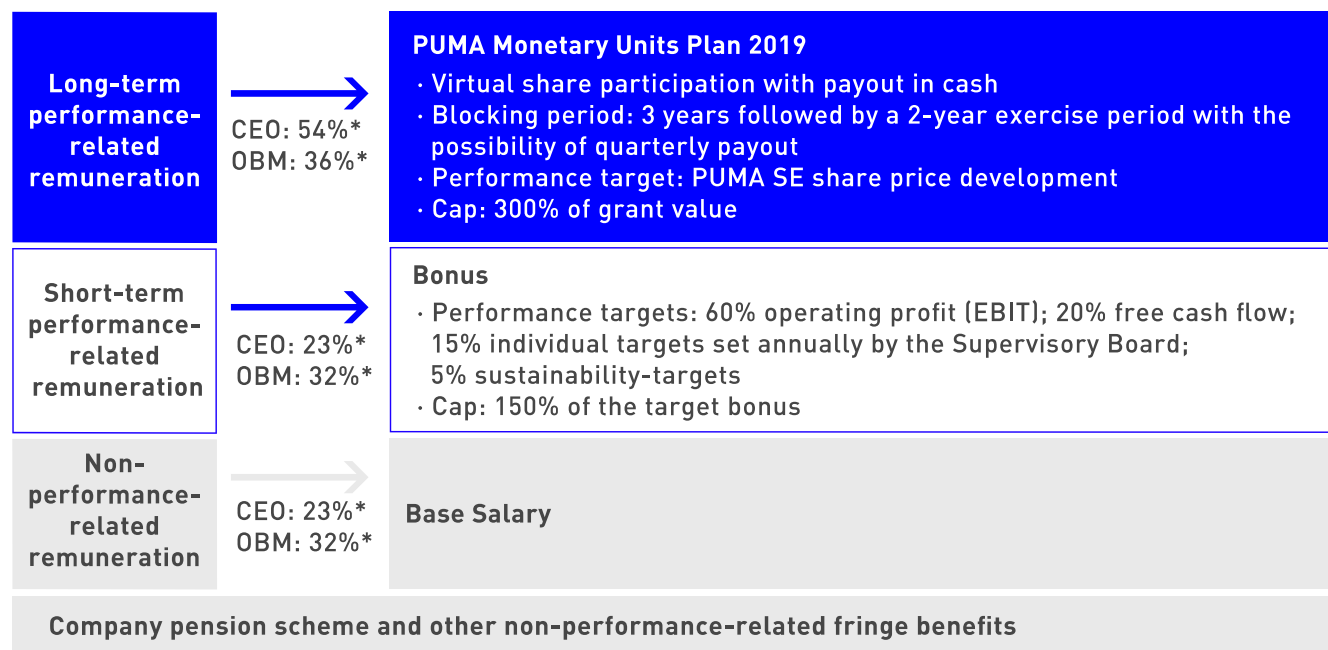 Long-term
performance-
related
remuneration
CEO: 54%*
OBM: 36%*
PUMA Monetary Units Plan 2019
· Virtual share participation with payout in cash
· Blocking period: 3 years followed by a 2-year exercise period with the
possibility of quarterly payout
· Performance target: PUMA SE share price development
· Cap: 300% of grant value
Short-term
performance-
related
remuneration
CEO: 23%*
OBM: 32%*
Bonus
· Performance targets: 60% operating profit (EBIT); 20% free cash flow;
15% individual targets set annually by the Supervisory Board;
5% sustainability-targets
· Cap: 150% of the target bonus
Non-
performance-
related
remuneration
CEO: 23%*
OBM: 32%*
Base Salary
Company pension scheme and other non-performance-related fringe benefits